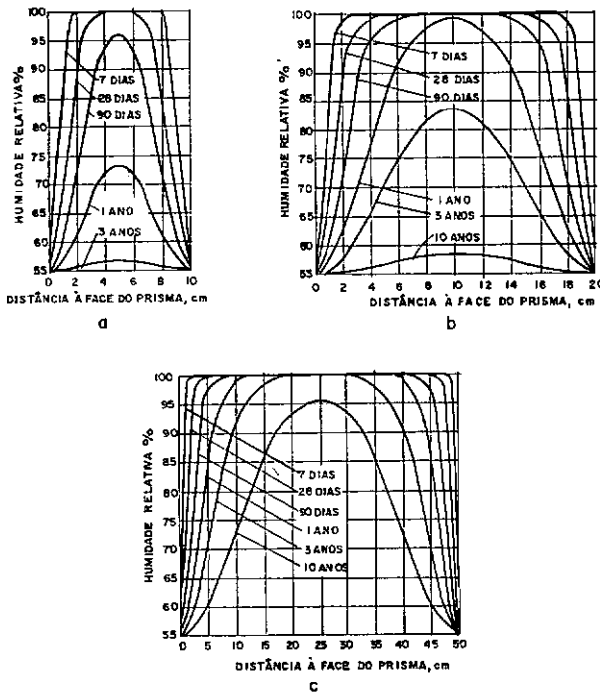 100
95
90
85
80
75
70
65
60
55
HUMIDADE RELATIVA %
7 DIAS
28 DIAS
90 DIAS
1 ANO
3 ANOS
0 2 4 6 8 10
DISTÂNCIA À FACE DO PRISMA, cm
a
100
95
90
85
80
75
70
65
60
55
HUMIDADE RELATIVA %
7 DIAS
28 DIAS
90 DIAS
1 ANO
3 ANOS
10 ANOS
0 2 4 6 8 10 12 14 16 18 20
DISTÂNCIA À FACE DO PRISMA, cm
b
100
95
90
85
80
75
70
65
60
55
HUMIDADE RELATIVA %
7 DIAS
28 DIAS
90 DIAS
1 ANO
3 ANOS
10 ANOS
0 5 10 15 20 25 30 35 40 45 50
DISTÂNCIA À FACE DO PRISMA, cm
c